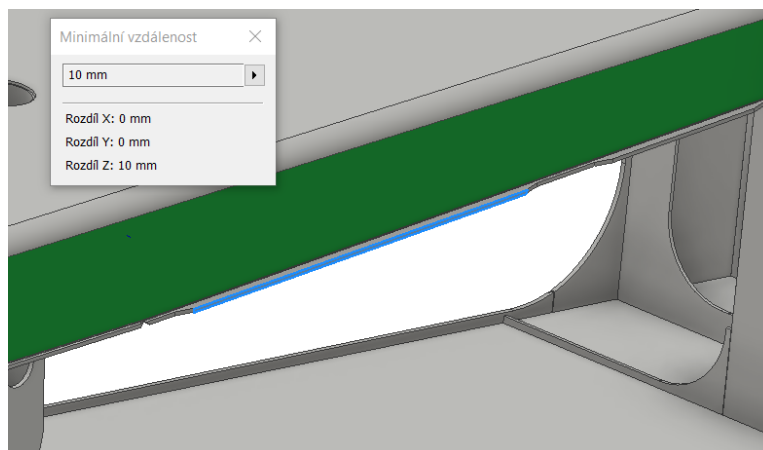 Minimální vzdálenost
10 mm
Rozdíl X: 0 mm
Rozdíl Y: 0 mm
Rozdíl Z: 10 mm